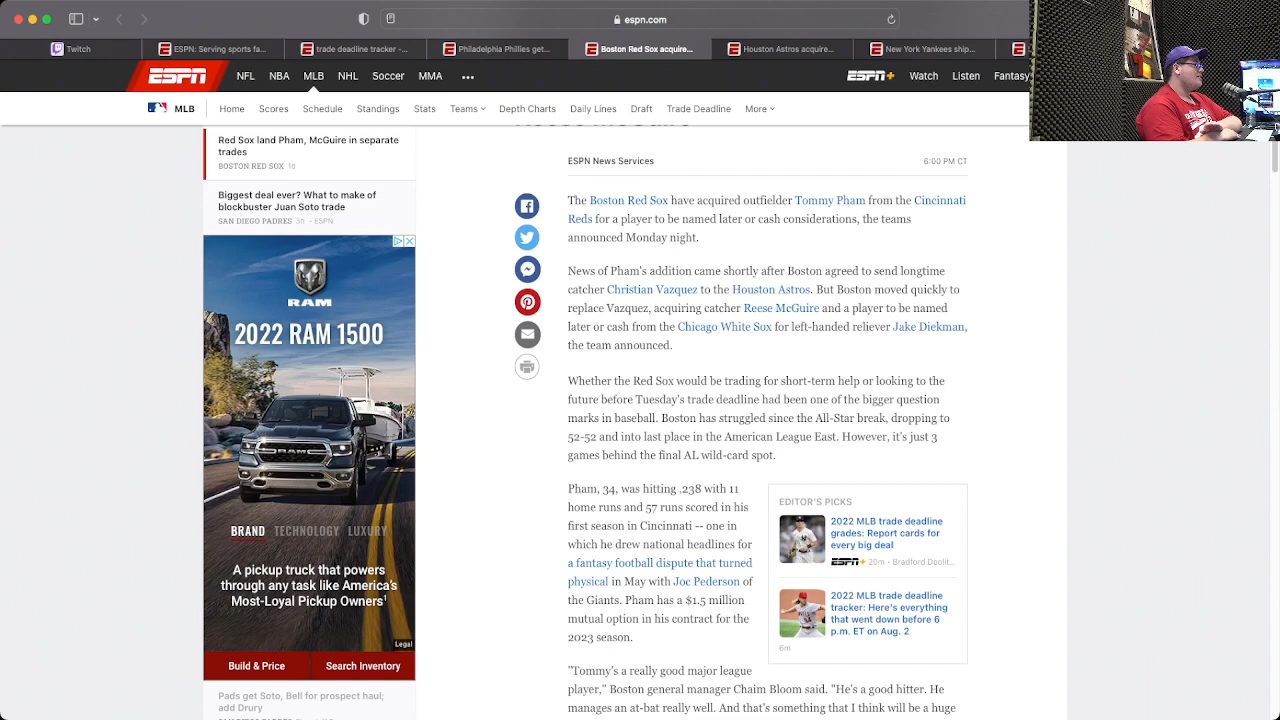 espn.com
Twitch
ESPN: Serving sports fa...
trade deadline tracker -...
Philadelphia Phillies get...
Boston Red Sox acquire...
Houston Astros acquire...
New York Yankees ship...
ESPN
NFL
NBA
MLB
NHL
Soccer
MMA
•••
ESPN+
Watch
Listen
Fantasy
MLB
Home
Scores
Schedule
Standings
Stats
Teams
Depth Charts
Daily Lines
Draft
Trade Deadline
More
Red Sox land Pham, McGuire in separate
trades
BOSTON RED SOX 1d
Biggest deal ever? What to make of
blockbuster Juan Soto trade
SAN DIEGO PADRES 3h - ESPN
RAM
2022 RAM 1500
BRAND TECHNOLOGY LUXURY
A pickup truck that powers
through any task like America's
Most-Loyal Pickup Owners¹
Legal
Build & Price
Search Inventory
Pads get Soto, Bell for prospect haul;
add Drury
ESPN News Services
6:00 PM CT
The Boston Red Sox have acquired outfielder Tommy Pham from the Cincinnati
Reds for a player to be named later or cash considerations, the teams
announced Monday night.
News of Pham's addition came shortly after Boston agreed to send longtime
catcher Christian Vazquez to the Houston Astros. But Boston moved quickly to
replace Vazquez, acquiring catcher Reese McGuire and a player to be named
later or cash from the Chicago White Sox for left-handed reliever Jake Diekman,
the team announced.
Whether the Red Sox would be trading for short-term help or looking to the
future before Tuesday's trade deadline had been one of the bigger question
marks in baseball. Boston has struggled since the All-Star break, dropping to
52-52 and into last place in the American League East. However, it's just 3
games behind the final AL wild-card spot.
Pham, 34, was hitting .238 with 11
home runs and 57 runs scored in his
first season in Cincinnati -- one in
which he drew national headlines for
a fantasy football dispute that turned
physical in May with Joc Pederson of
the Giants. Pham has a $1.5 million
mutual option in his contract for the
2023 season.
EDITOR'S PICKS
2022 MLB trade deadline
grades: Report cards for
every big deal
ESPN+ 20m - Bradford Doolit...
2022 MLB trade deadline
tracker: Here's everything
that went down before 6
p.m. ET on Aug. 2
6m
"Tommy's a really good major league
player," Boston general manager Chaim Bloom said. "He's a good hitter. He
manages an at-bat really well. And that's something that I think will be a huge